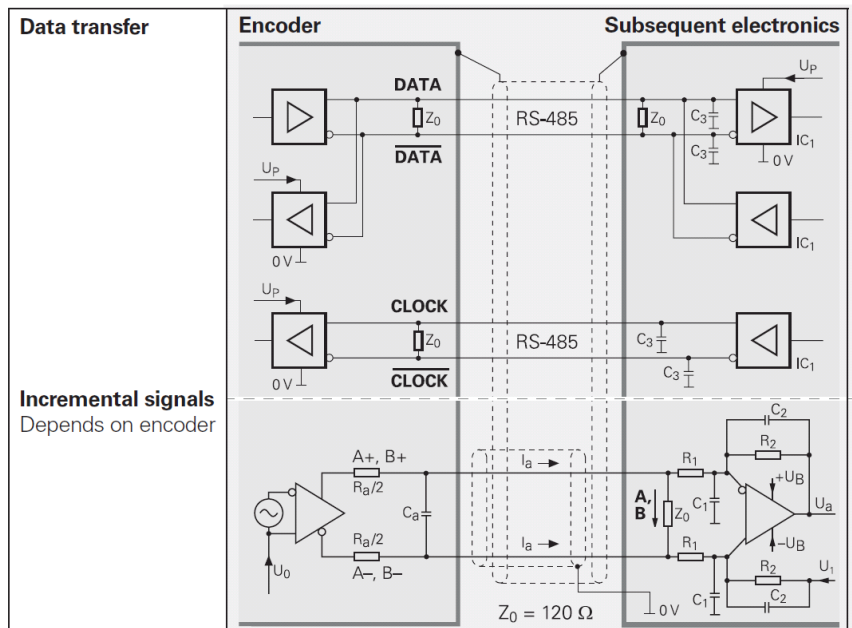 Data transfer
Encoder
Subsequent electronics
DATA
Z0
RS-485
Z0
C3
UP
IC1
DATA
C3
0 V
UP
0 V
IC1
UP
CLOCK
Z0
RS-485
C3
CLOCK
C3
IC1
0 V
Incremental signals
Depends on encoder
C2
R2
A+, B+
Ia
R1
+UB
Ra/2
Ca
A,
B
Z0
C1
Ua
Ra/2
Ia
R1
–UB
A–, B–
U0
C1
R2
U1
C2
Z0 = 120 Ω
0 V